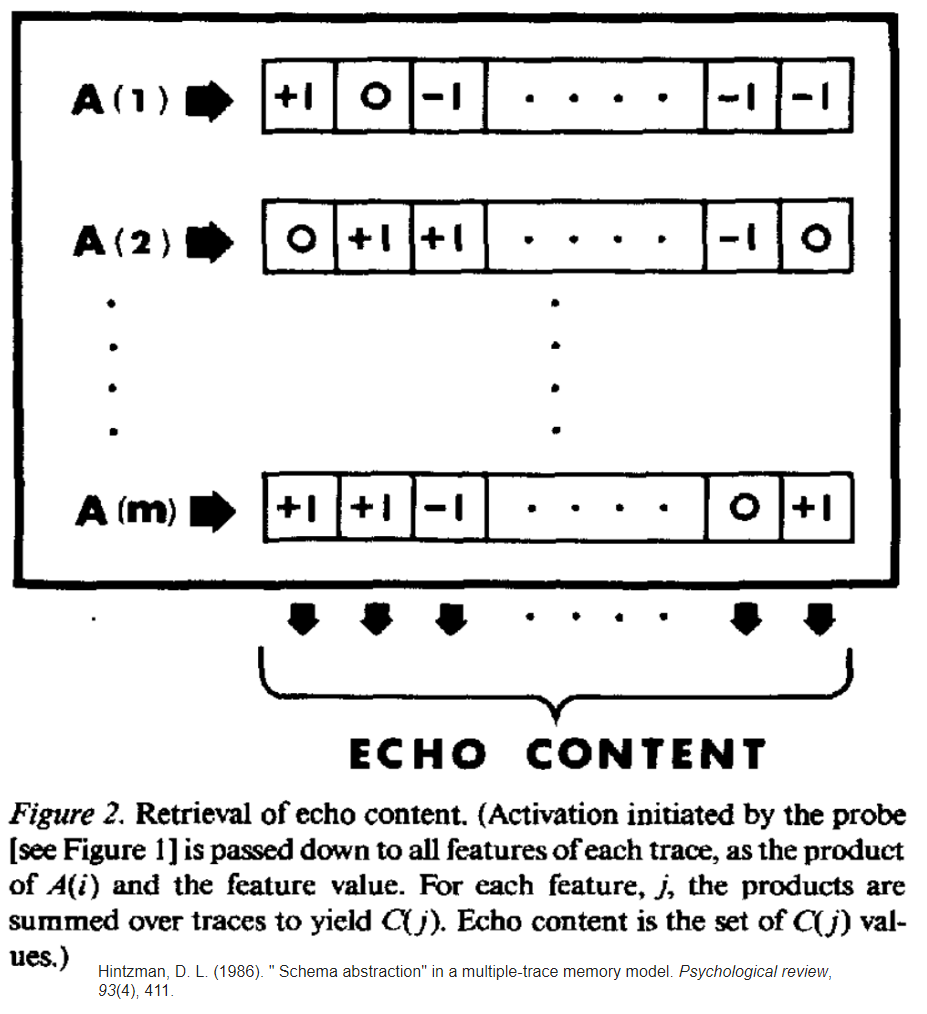 A(1) +1 0 -1 . . . . -1 -1
A(2) 0 +1 +1 . . . . -1 0
A(m) +1 +1 -1 . . . . 0 +1
ECHO CONTENT
Figure 2. Retrieval of echo content. (Activation initiated by the probe
[see Figure 1] is passed down to all features of each trace, as the product
of A(i) and the feature value. For each feature, j, the products are
summed over traces to yield C(j). Echo content is the set of C(j) val-
ues.)
Hintzman, D. L. (1986). " Schema abstraction" in a multiple-trace memory model. Psychological review,
93(4), 411.